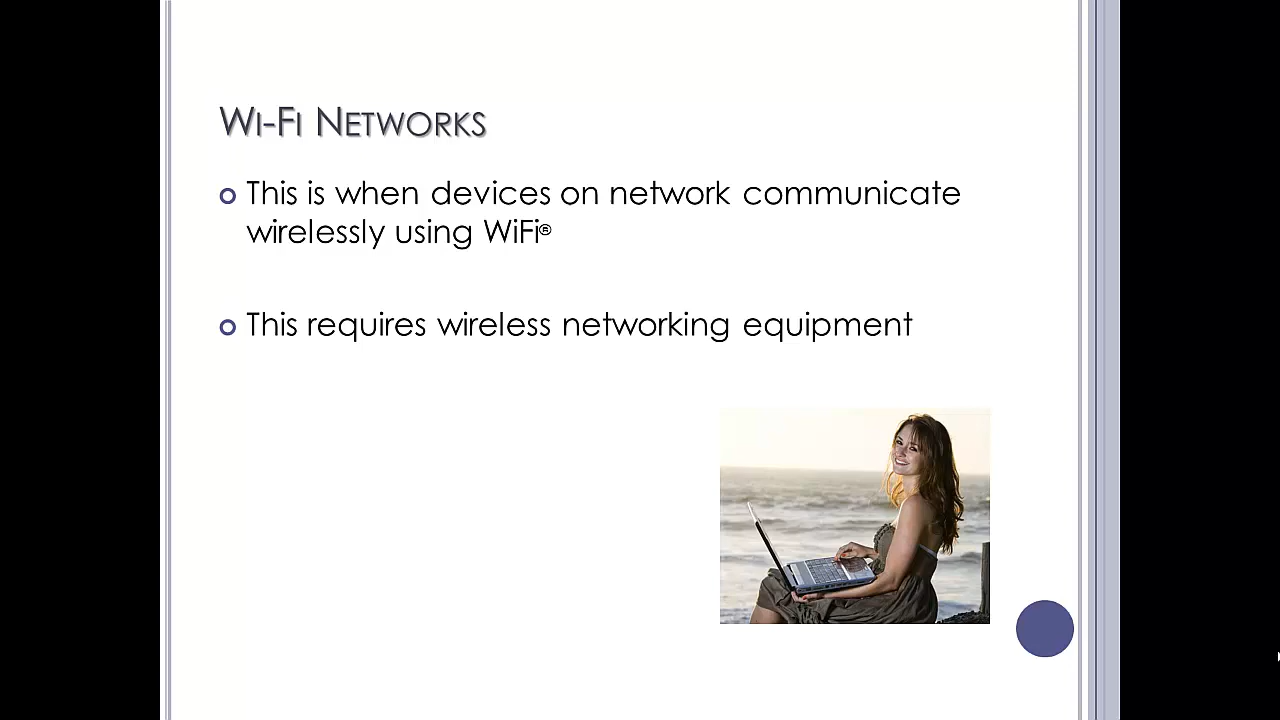 Wi-Fi Networks
This is when devices on network communicate
wirelessly using WiFi®
This requires wireless networking equipment